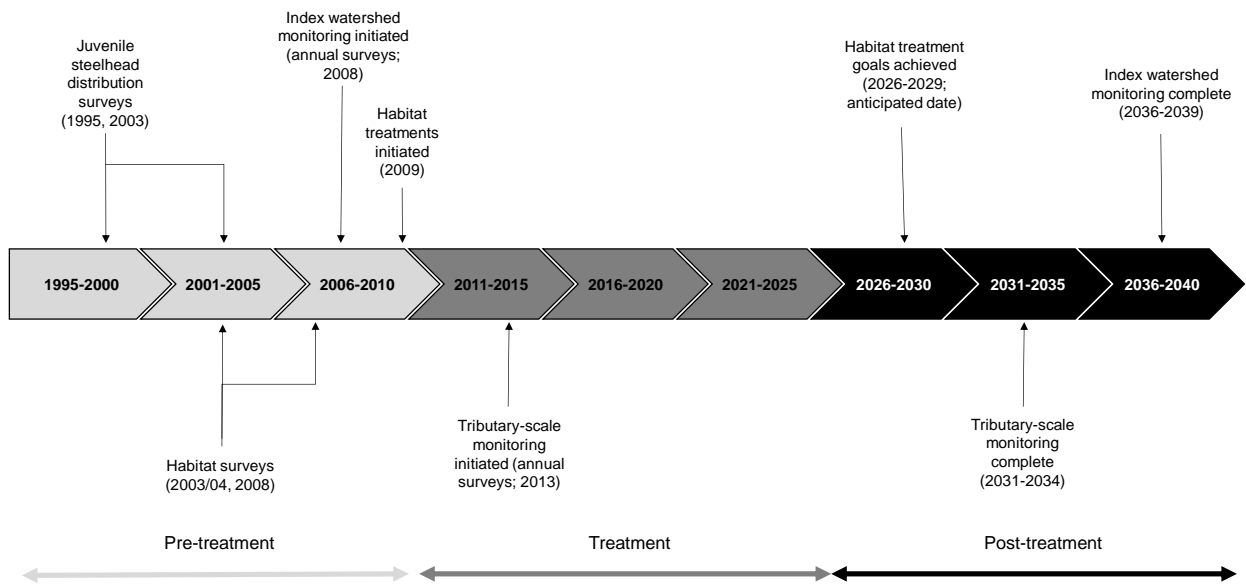 Juvenile
steelhead
distribution
surveys
(1995, 2003)
Index watershed
monitoring initiated
(annual surveys;
2008)
Habitat
treatments
initiated
(2009)
Habitat treatment
goals achieved
(2026-2029;
anticipated date)
Index watershed
monitoring complete
(2036-2039)
1995-2000
2001-2005
2006-2010
2011-2015
2016-2020
2021-2025
2026-2030
2031-2035
2036-2040
Habitat surveys
(2003/04, 2008)
Tributary-scale
monitoring
initiated (annual
surveys; 2013)
Tributary-scale
monitoring
complete
(2031-2034)
Pre-treatment
Treatment
Post-treatment